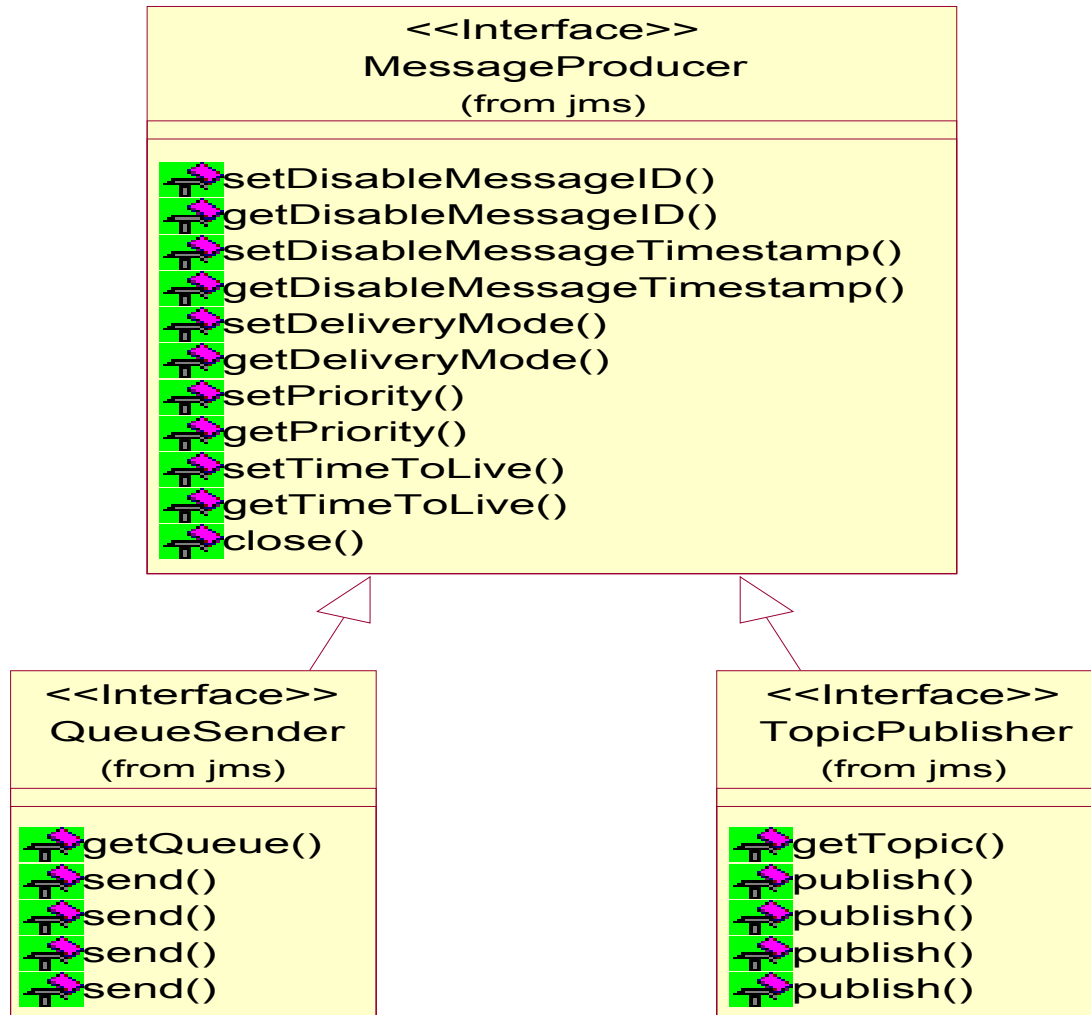 <<Interface>>
MessageProducer
(from jms)
setDisableMessageID()
getDisableMessageID()
setDisableMessageTimestamp()
getDisableMessageTimestamp()
setDeliveryMode()
getDeliveryMode()
setPriority()
getPriority()
setTimeToLive()
getTimeToLive()
close()
<<Interface>>
QueueSender
(from jms)
getQueue()
send()
send()
send()
send()
<<Interface>>
TopicPublisher
(from jms)
getTopic()
publish()
publish()
publish()
publish()